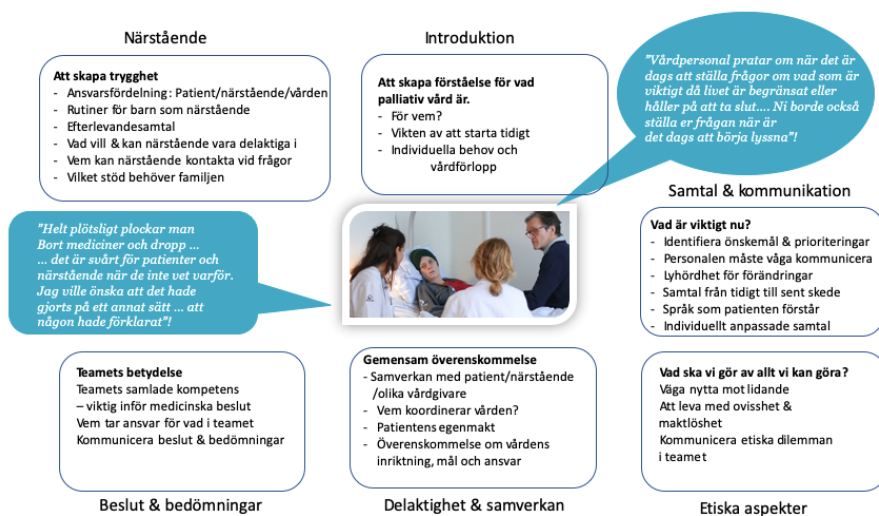 Närstående
Att skapa trygghet
- Ansvarsfördelning: Patient/närstående/vården
- Rutiner för barn som närstående
- Efterlevandesamtal
- Vad vill & kan närstående vara delaktiga i
- Vem kan närstående kontakta vid frågor
- Vilket stöd behöver familjen
Introduktion
Att skapa förståelse för vad
palliativ vård är.
- För vem?
- Vikten av att starta tidigt
- Individuella behov och
vårdförlopp
"Vårdpersonal pratar om när det är
dags att ställa frågor om vad som är
viktigt då livet är begränsat eller
håller på att ta slut.... Ni borde också
ställa er frågan när är
det dags att börja lyssna"!
Samtal & kommunikation
Vad är viktigt nu?
- Identifiera önskemål & prioriteringar
- Personalen måste våga kommunicera
- Lyhördhet för förändringar
- Samtal från tidigt till sent skede
- Språk som patienten förstår
- Individuellt anpassade samtal
"Helt plötsligt plockar man
Bort mediciner och dropp ...
... det är svårt för patienter och
närstående när de inte vet varför.
Jag ville önska att det hade
gjorts på ett annat sätt ... att
någon hade förklarat"!
Teamets betydelse
Teamets samlade kompetens
– viktig inför medicinska beslut
Vem tar ansvar för vad i teamet
Kommunicera beslut & bedömningar
Beslut & bedömningar
Gemensam överenskommelse
- Samverkan med patient/närstående
/olika vårdgivare
- Vem koordinerar vården?
- Patientens egenmakt
- Överenskommelse om vårdens
inriktning, mål och ansvar
Delaktighet & samverkan
Vad ska vi gör av allt vi kan göra?
Väga nytta mot lidande
Att leva med ovisshet &
maktlöshet
Kommunicera etiska dilemman
i teamet
Etiska aspekter